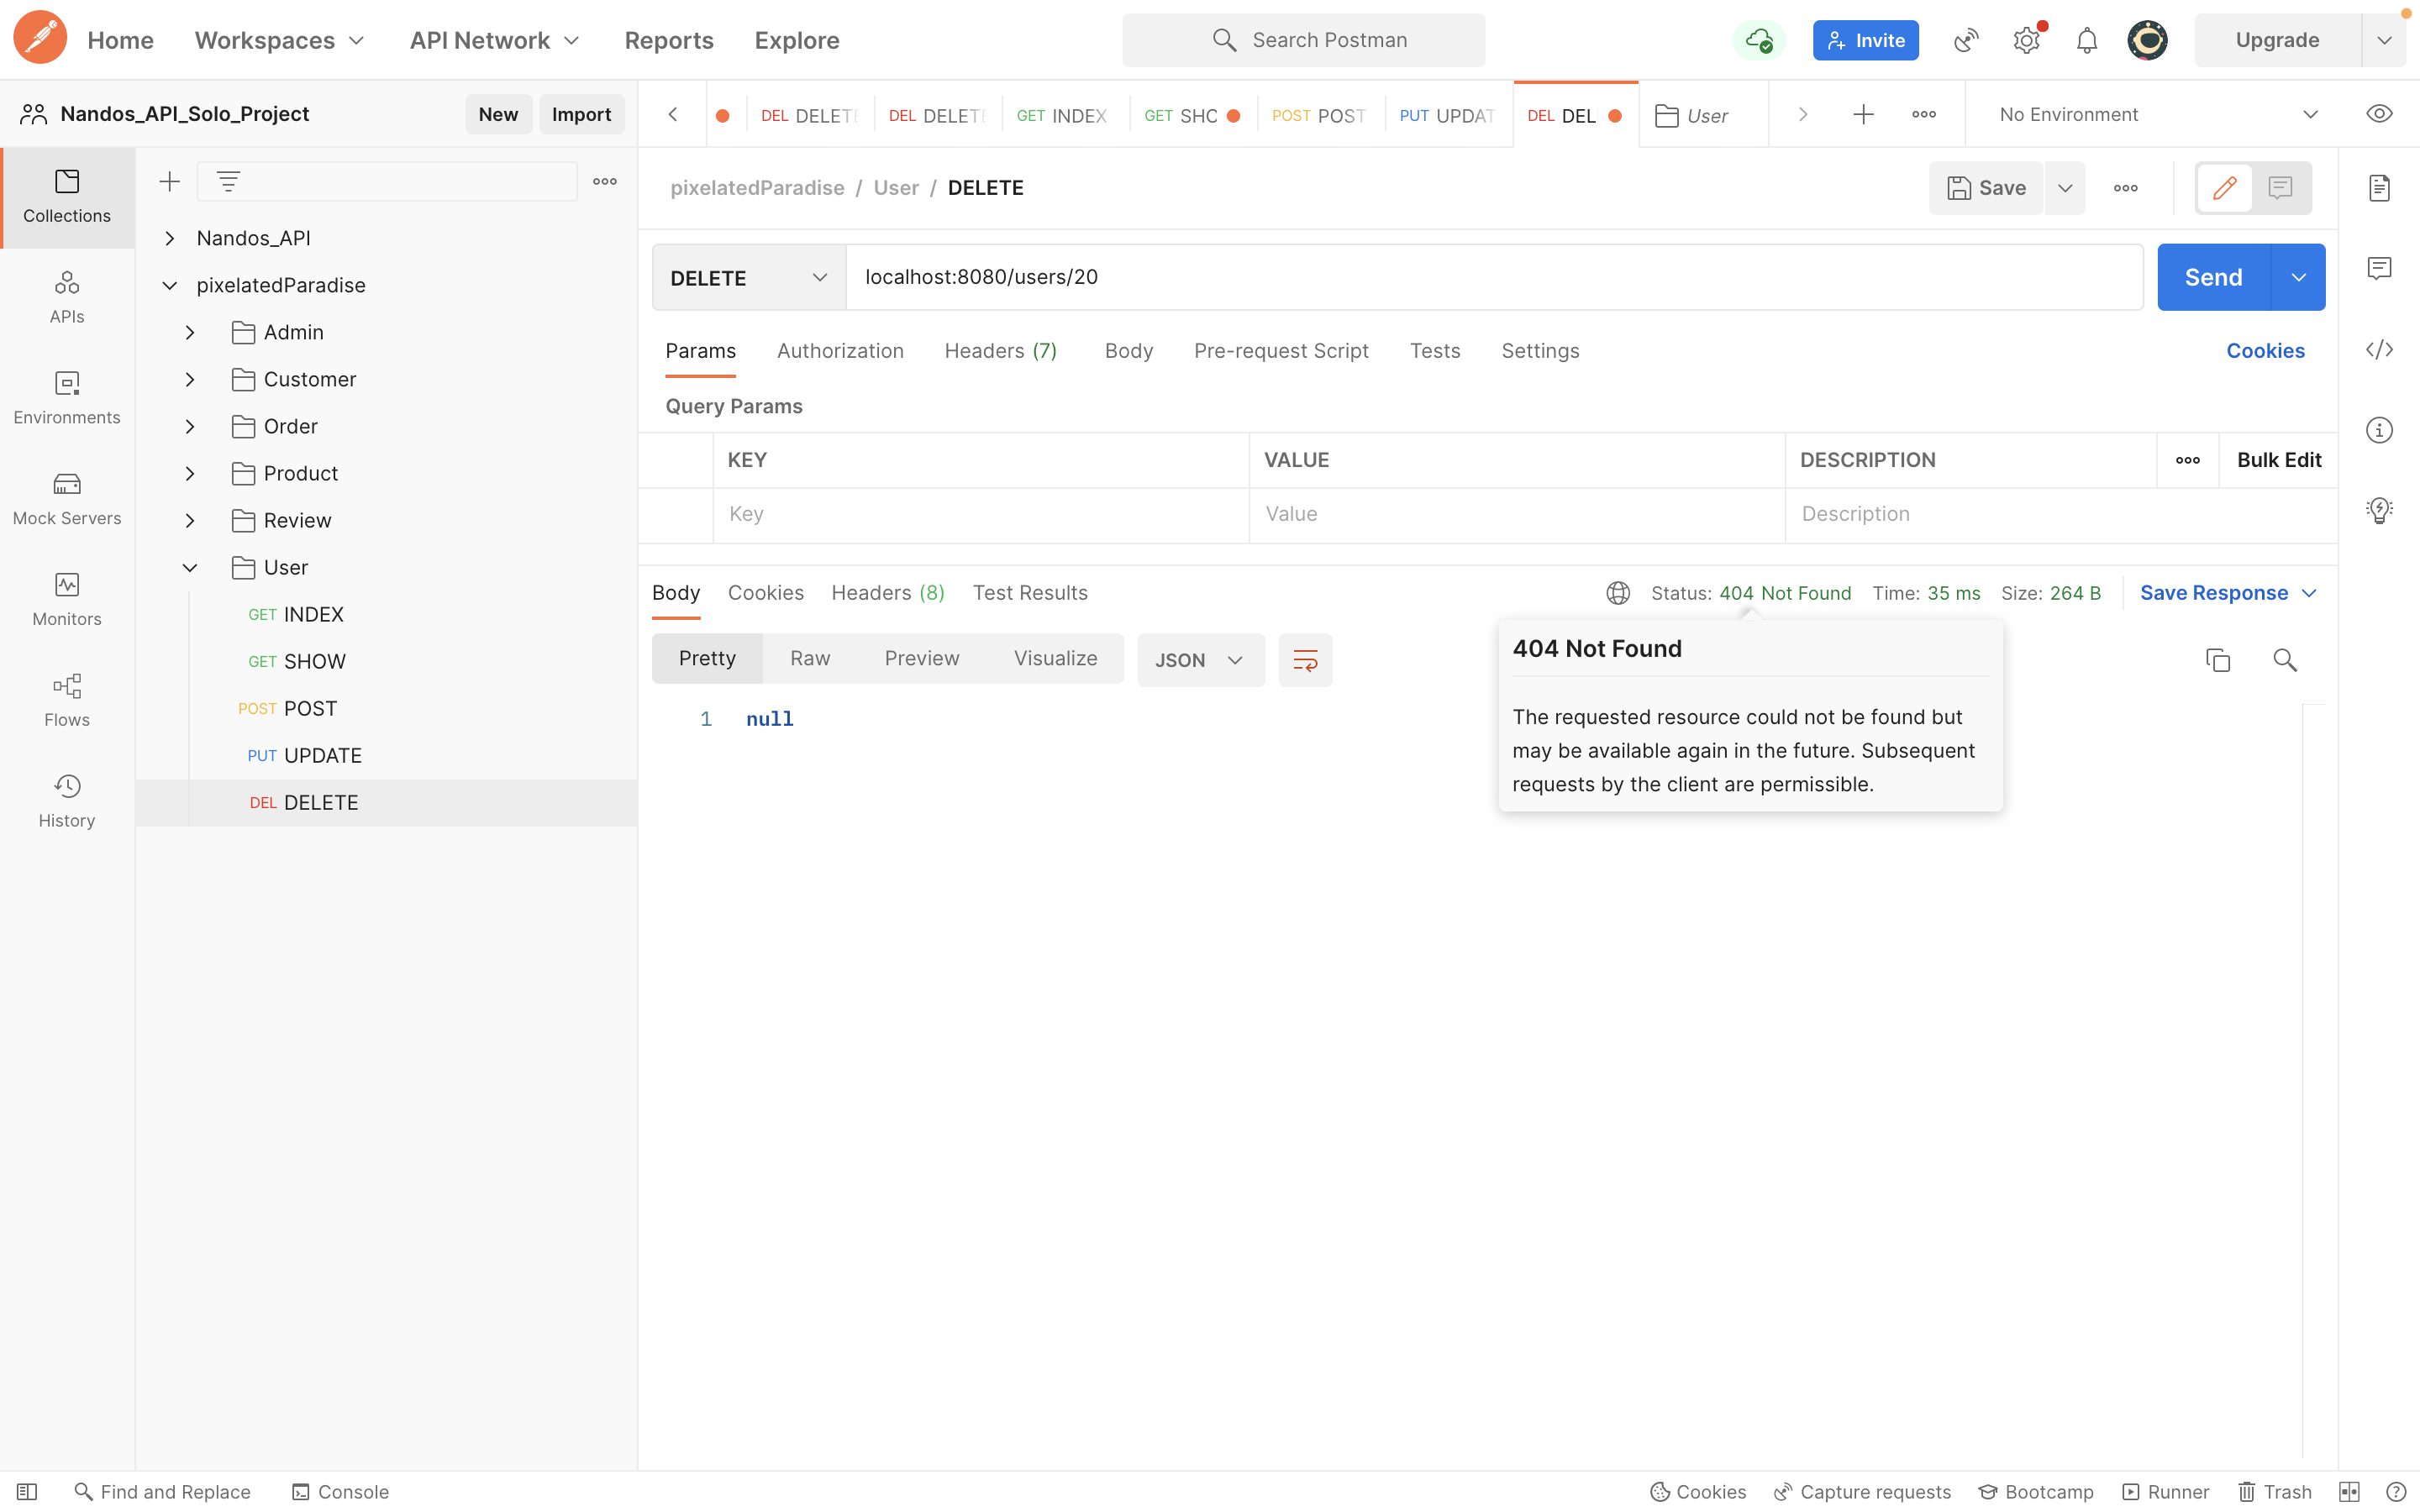 Home Workspaces API Network Reports Explore Search Postman Invite Upgrade
Nandos_API_Solo_Project New Import
DEL DELETE DEL DELETE GET INDEX GET SHO POST POST PUT UPDAT DEL DEL User No Environment
Collections
APIs
Environments
Mock Servers
Monitors
Flows
History
Nandos_API
pixelatedParadise
Admin
Customer
Order
Product
Review
User
GET INDEX
GET SHOW
POST POST
PUT UPDATE
DEL DELETE
pixelatedParadise / User / DELETE Save
DELETE localhost:8080/users/20 Send
Params Authorization Headers (7) Body Pre-request Script Tests Settings Cookies
Query Params
KEY VALUE DESCRIPTION Bulk Edit
Key Value Description
Body Cookies Headers (8) Test Results Status: 404 Not Found Time: 35 ms Size: 264 B Save Response
Pretty Raw Preview Visualize JSON
1 null
404 Not Found
The requested resource could not be found but
may be available again in the future. Subsequent
requests by the client are permissible.
Find and Replace Console Cookies Capture requests Bootcamp Runner Trash